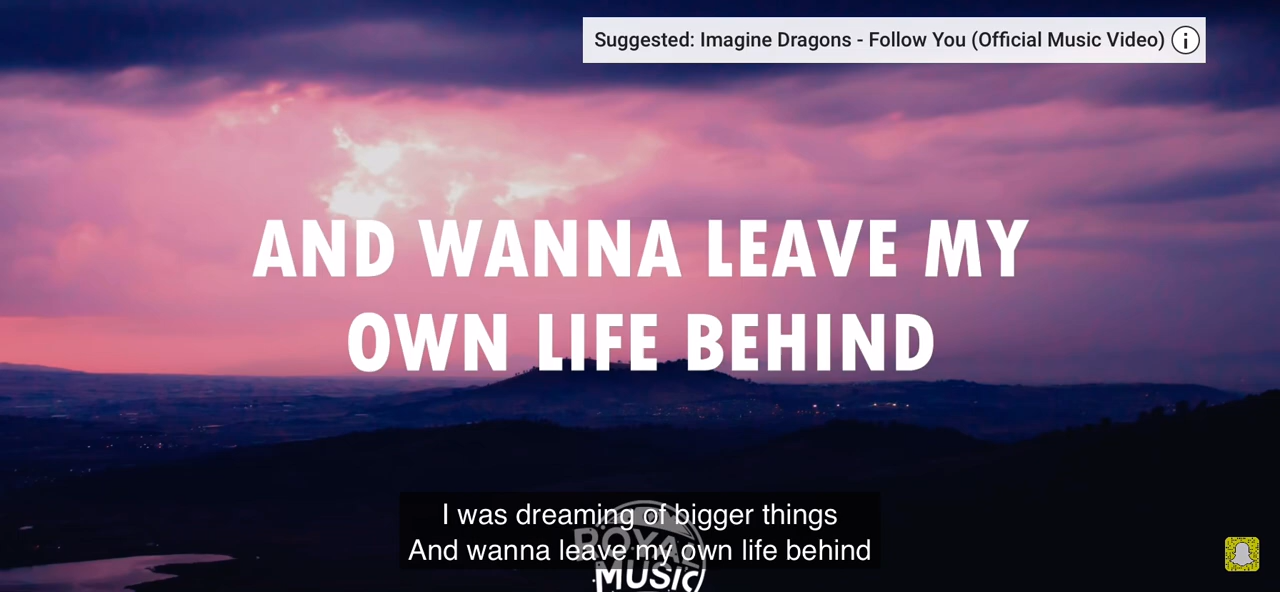 Suggested: Imagine Dragons - Follow You (Official Music Video)
AND WANNA LEAVE MY
OWN LIFE BEHIND
I was dreaming of bigger things
And wanna leave my own life behind
ROYAL
MUSIC